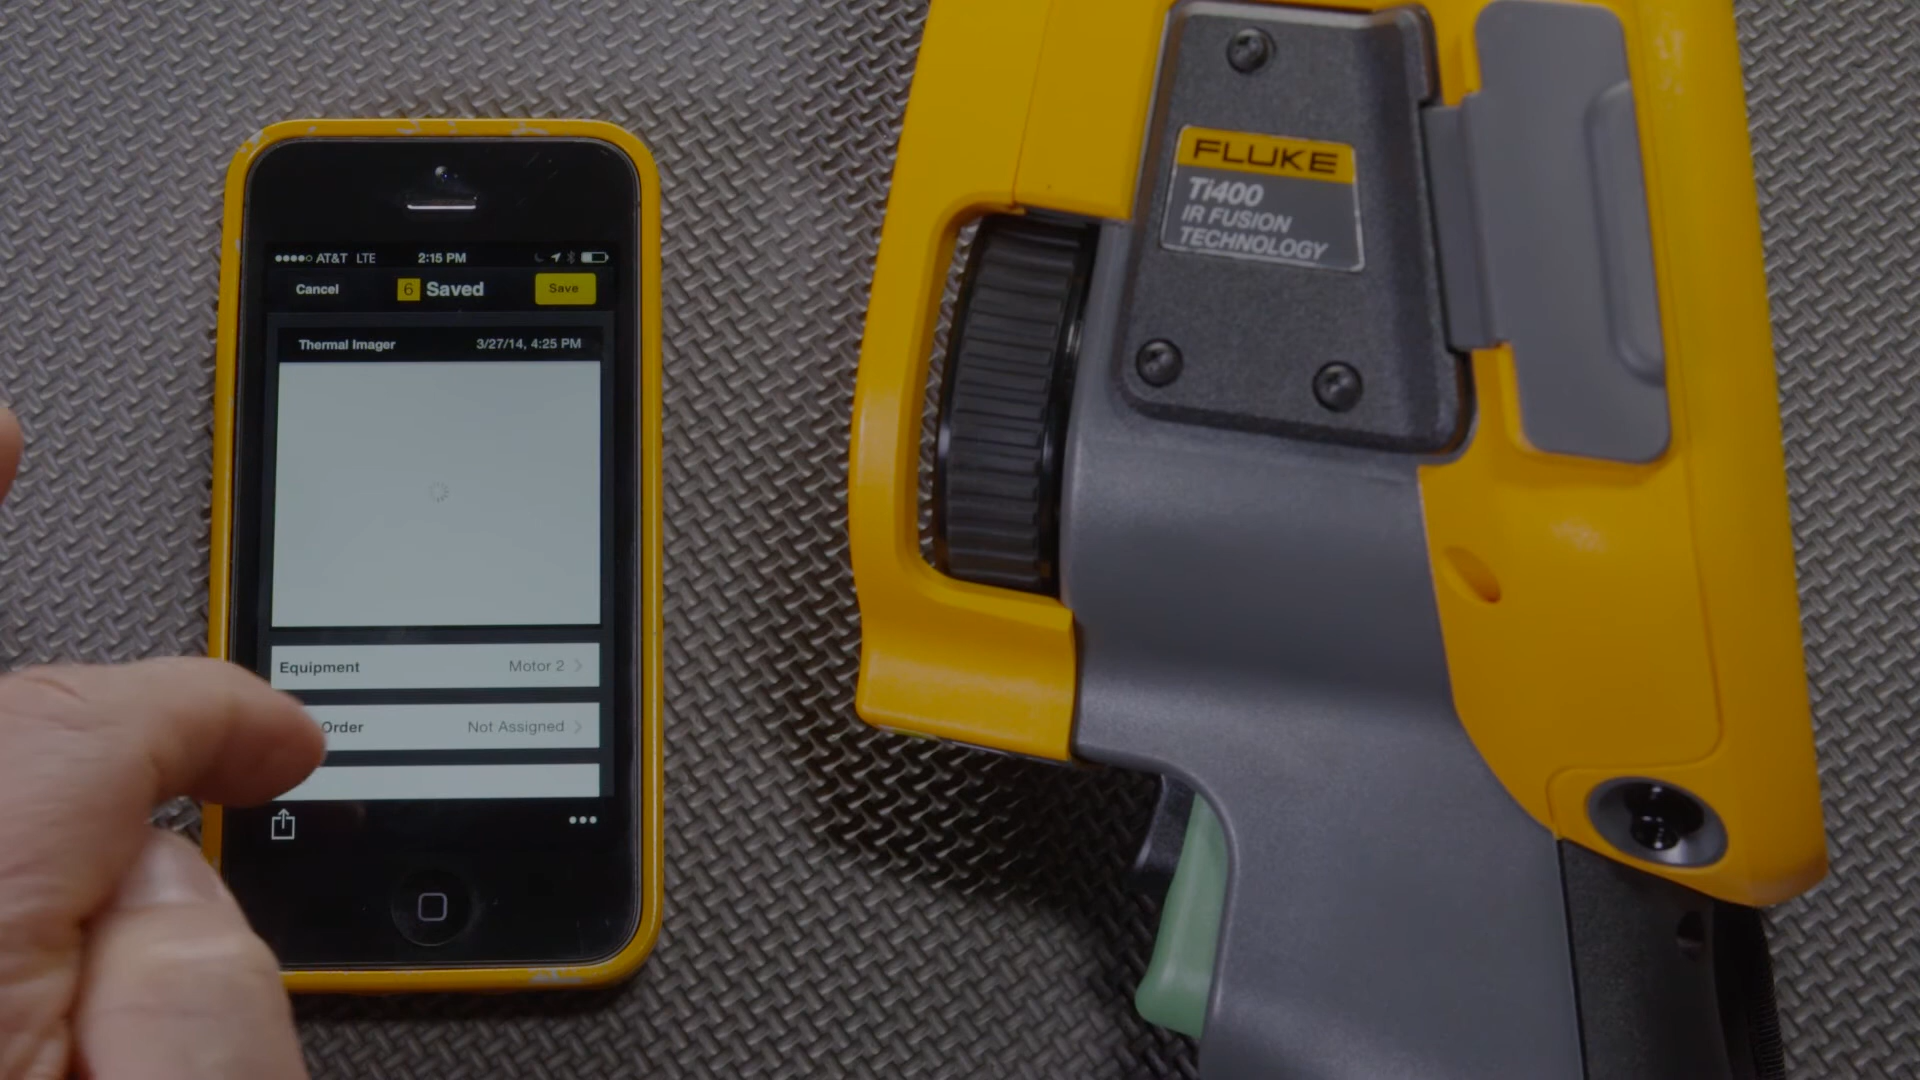 AT&T LTE 2:15 PM
Cancel 6 Saved Save
Thermal Imager 3/27/14, 4:25 PM
Equipment Motor 2
Order Not Assigned
FLUKE
Ti400
IR FUSION
TECHNOLOGY